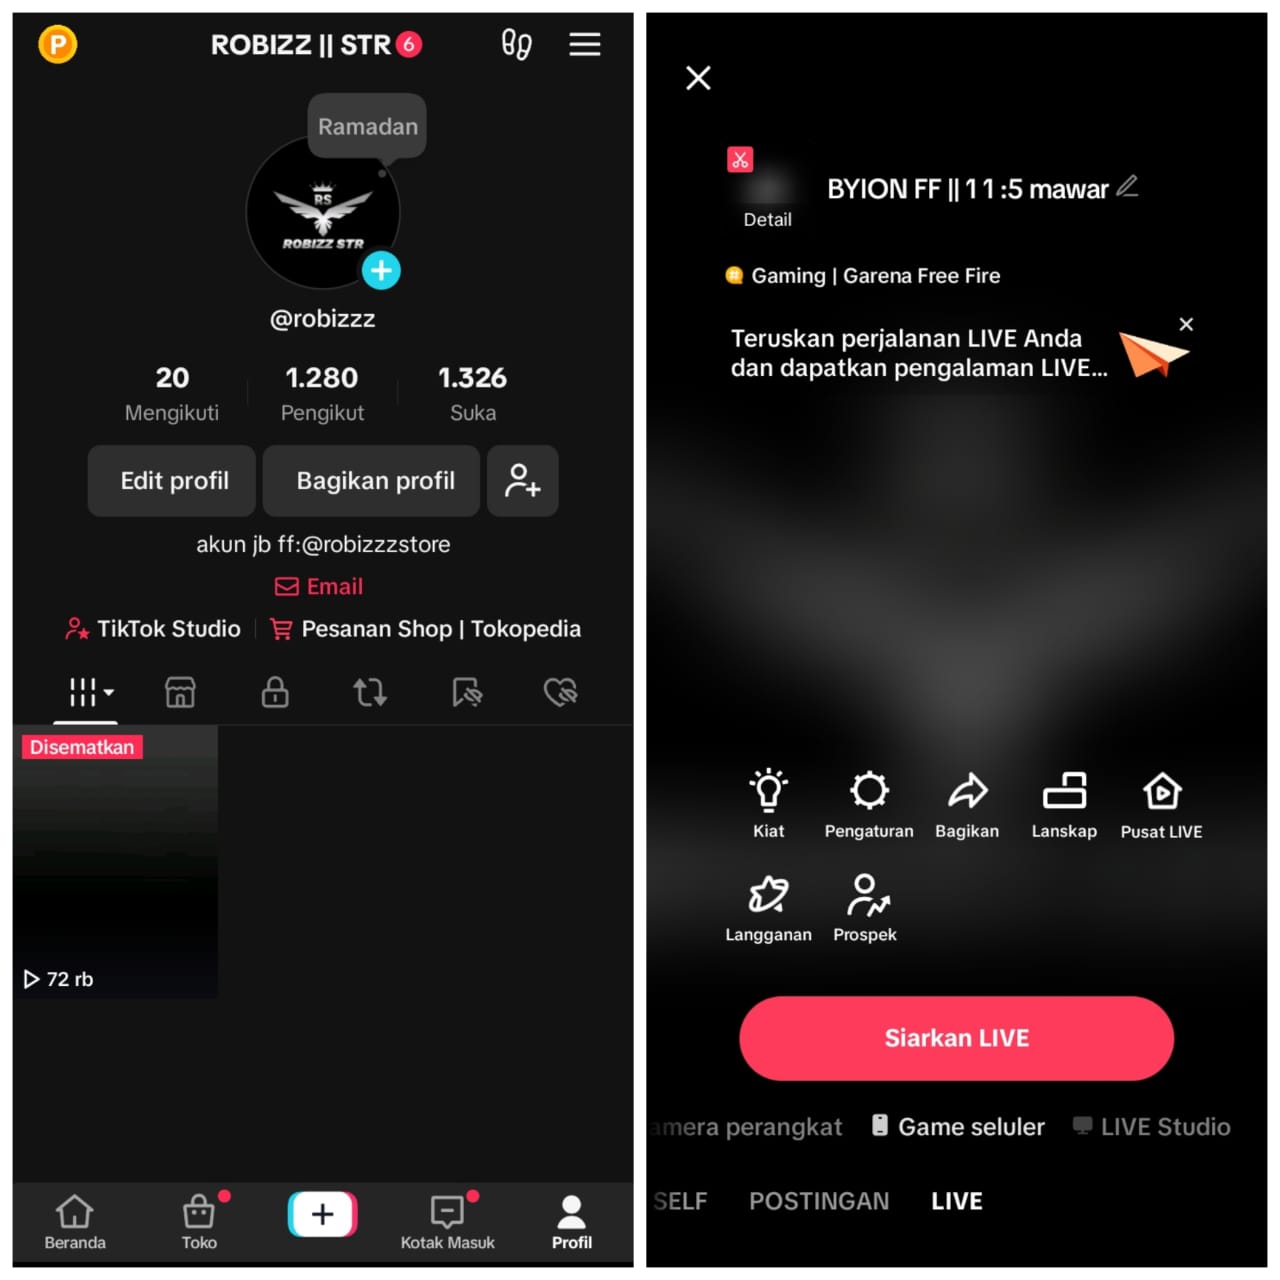 P
ROBIZZ || STR 6
Ramadan
RS
ROBIZZ STR
@robizzz
20
Mengikuti
1.280
Pengikut
1.326
Suka
Edit profil
Bagikan profil
akun jb ff:@robizzzstore
Email
TikTok Studio
Pesanan Shop | Tokopedia
Disematkan
72 rb
Beranda
Toko
Kotak Masuk
Profil
Detail
BYION FF || 1 1 :5 mawar
Gaming | Garena Free Fire
Teruskan perjalanan LIVE Anda
dan dapatkan pengalaman LIVE...
Kiat
Pengaturan
Bagikan
Lanskap
Pusat LIVE
Langganan
Prospek
Siarkan LIVE
amera perangkat
Game seluler
LIVE Studio
SELF
POSTINGAN
LIVE